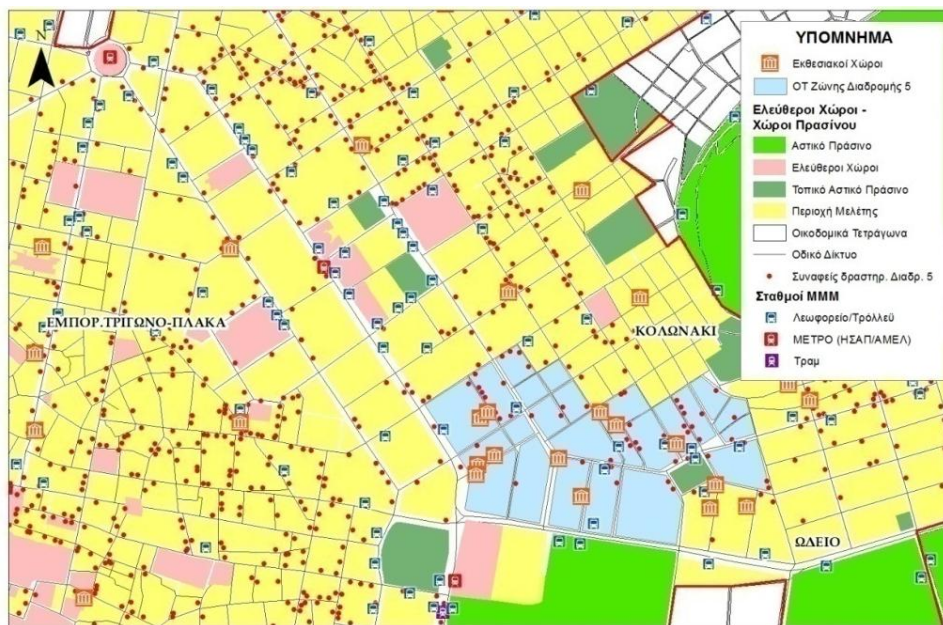 N
ΥΠΟΜΝΗΜΑ
Εκθεσιακοί Χώροι
ΟΤ Ζώνης Διαδρομής 5
Ελεύθεροι Χώροι -
Χώροι Πρασίνου
Αστικό Πράσινο
Ελεύθεροι Χώροι
Τοπικό Αστικό Πράσινο
Περιοχή Μελέτης
Οικοδομικά Τετράγωνα
Οδικό Δίκτυο
Συναφείς δραστηρ. Διαδρ. 5
Σταθμοί ΜΜΜ
Λεωφορείο/Τρόλλεϋ
ΜΕΤΡΟ (ΗΣΑΠ/ΑΜΕΛ)
Τραμ
ΕΜΠΟΡ.ΤΡΙΓΩΝΟ-ΠΛΑΚΑ
ΚΟΛΩΝΑΚΙ
ΩΔΕΙΟ